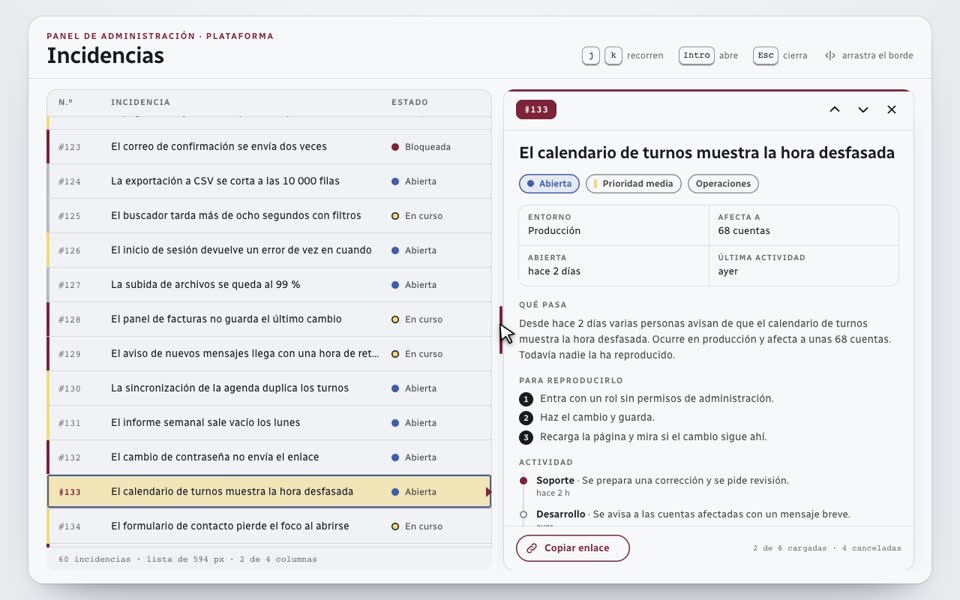 PANEL DE ADMINISTRACIÓN · PLATAFORMA
Incidencias
j k recorren Intro abre Esc cierra arrastra el borde
N.º INCIDENCIA ESTADO
#123 El correo de confirmación se envía dos veces Bloqueada
#124 La exportación a CSV se corta a las 10 000 filas Abierta
#125 El buscador tarda más de ocho segundos con filtros En curso
#126 El inicio de sesión devuelve un error de vez en cuando Abierta
#127 La subida de archivos se queda al 99 % Abierta
#128 El panel de facturas no guarda el último cambio En curso
#129 El aviso de nuevos mensajes llega con una hora de ret... En curso
#130 La sincronización de la agenda duplica los turnos Abierta
#131 El informe semanal sale vacío los lunes Abierta
#132 El cambio de contraseña no envía el enlace Abierta
#133 El calendario de turnos muestra la hora desfasada Abierta
#134 El formulario de contacto pierde el foco al abrirse En curso
60 incidencias · lista de 594 px · 2 de 4 columnas
#133
El calendario de turnos muestra la hora desfasada
Abierta Prioridad media Operaciones
ENTORNO AFECTA A
Producción 68 cuentas
ABIERTA ÚLTIMA ACTIVIDAD
hace 2 días ayer
QUÉ PASA
Desde hace 2 días varias personas avisan de que el calendario de turnos
muestra la hora desfasada. Ocurre en producción y afecta a unas 68 cuentas.
Todavía nadie la ha reproducido.
PARA REPRODUCIRLO
1 Entra con un rol sin permisos de administración.
2 Haz el cambio y guarda.
3 Recarga la página y mira si el cambio sigue ahí.
ACTIVIDAD
Soporte · Se prepara una corrección y se pide revisión.
hace 2 h
Desarrollo · Se avisa a las cuentas afectadas con un mensaje breve.
Copiar enlace
2 de 6 cargadas · 4 canceladas